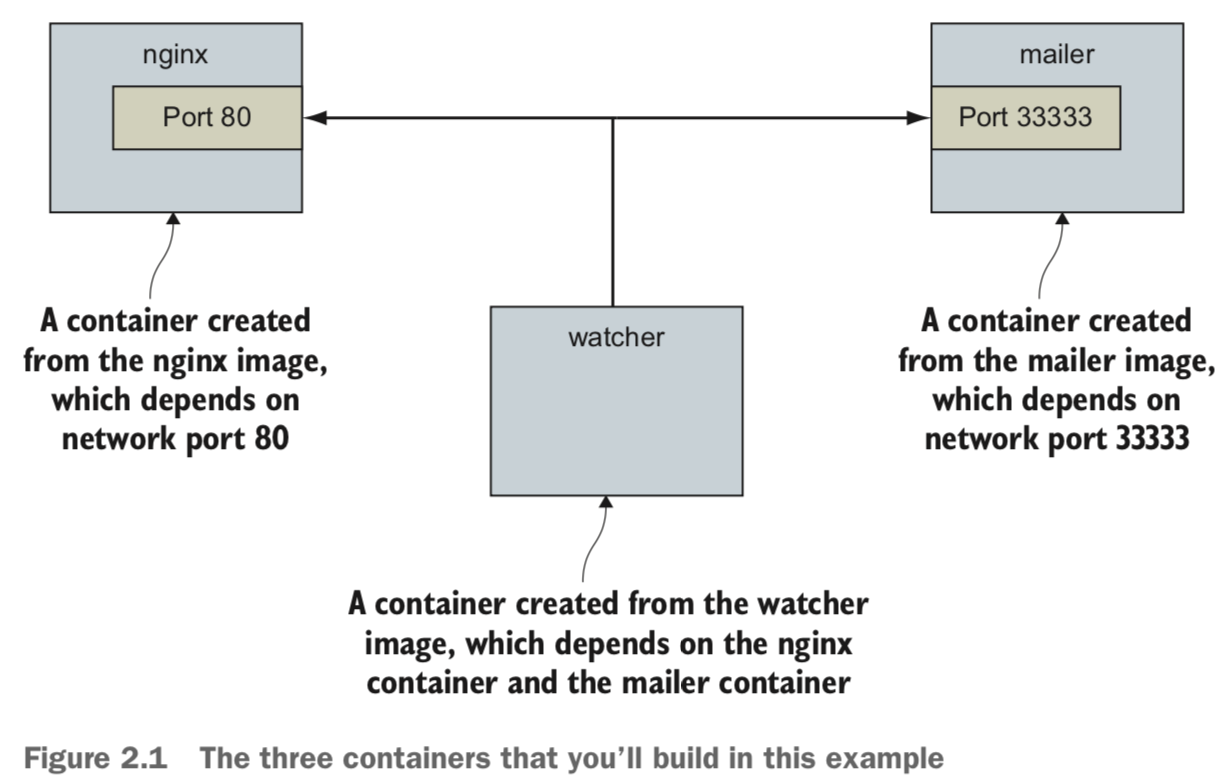 nginx
Port 80
mailer
Port 33333
A container created
from the nginx image,
which depends on
network port 80
watcher
A container created
from the mailer image,
which depends on
network port 33333
A container created from the watcher
image, which depends on the nginx
container and the mailer container
Figure 2.1 The three containers that you’ll build in this example